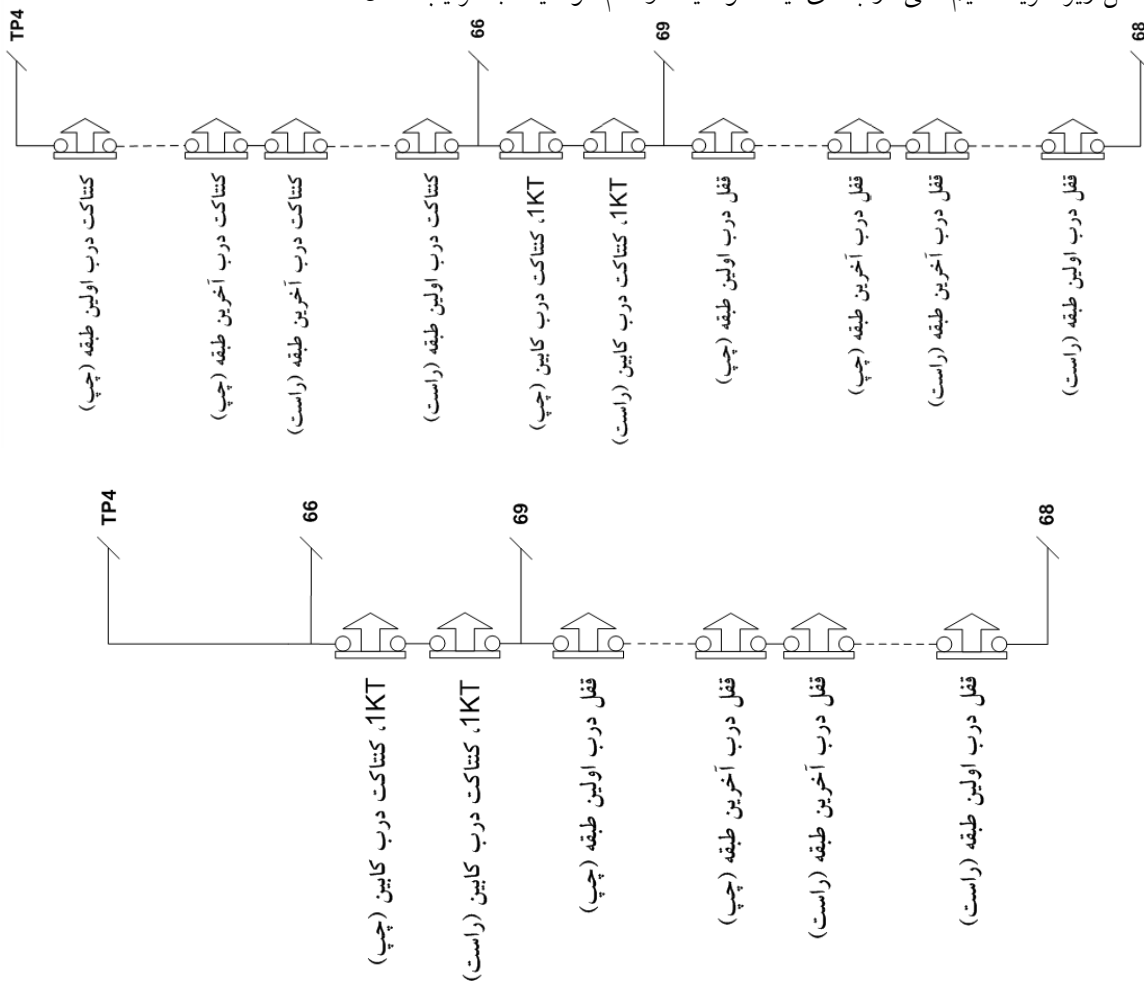 TP4
66
69
68
کنتاکت درب اولین طبقه (چپ)
کنتاکت درب آخرین طبقه (چپ)
کنتاکت درب آخرین طبقه (راست)
کنتاکت درب اولین طبقه (راست)
1KT، کنتاکت درب کابین (چپ)
1KT، کنتاکت درب کابین (راست)
قفل درب اولین طبقه (چپ)
قفل درب آخرین طبقه (چپ)
قفل درب آخرین طبقه (راست)
قفل درب اولین طبقه (راست)
TP4
66
69
68
1KT، کنتاکت درب کابین (چپ)
1KT، کنتاکت درب کابین (راست)
قفل درب اولین طبقه (چپ)
قفل درب آخرین طبقه (چپ)
قفل درب آخرین طبقه (راست)
قفل درب اولین طبقه (راست)